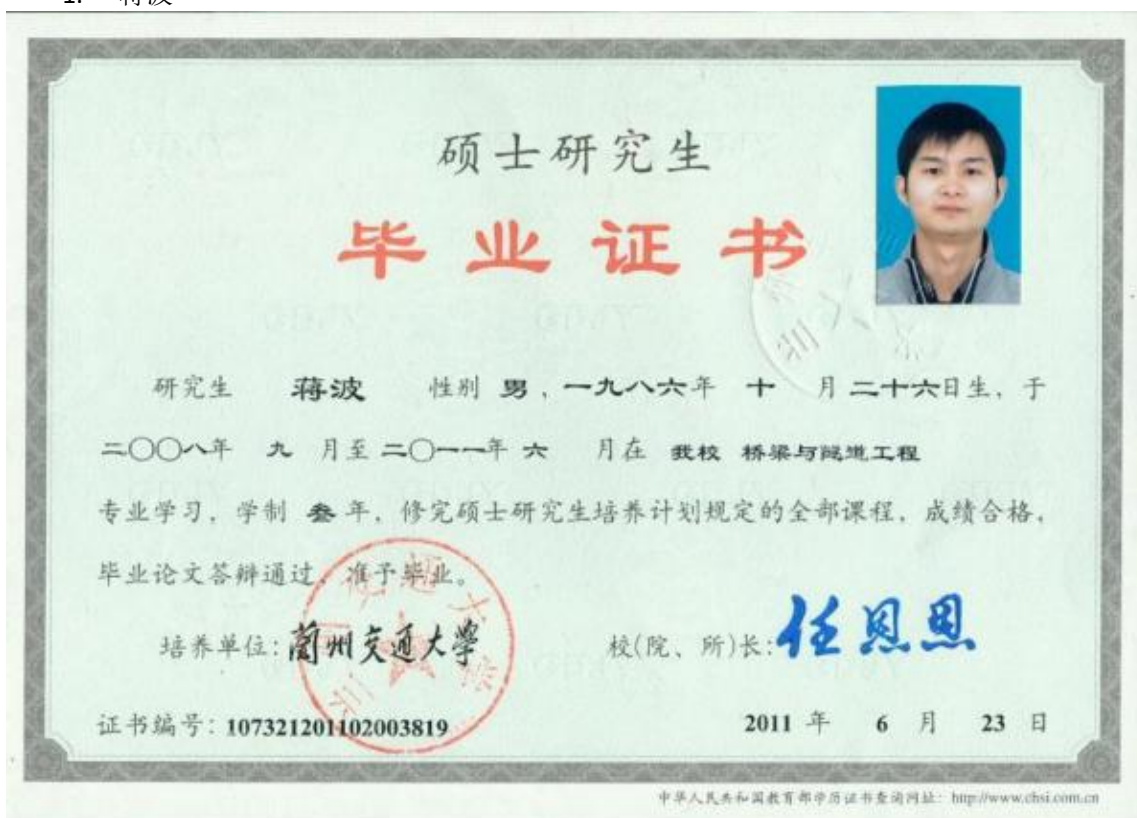 1. 蒋波
硕士研究生
毕业证书
研究生 蒋波 性别 男，一九八六年 十 月 二十六日生，于
二〇〇八年 九 月至 二〇一一年 六 月在 我校 桥梁与隧道工程
专业学习，学制 叁 年，修完硕士研究生培养计划规定的全部课程，成绩合格，
毕业论文答辩通过，准予毕业。
培养单位：蘭州交通大學 校(院、所)长：任恩恩
证书编号：107321201102003819 2011 年 6 月 23 日
中华人民共和国教育部学历证书查询网址：http://www.chsi.com.cn